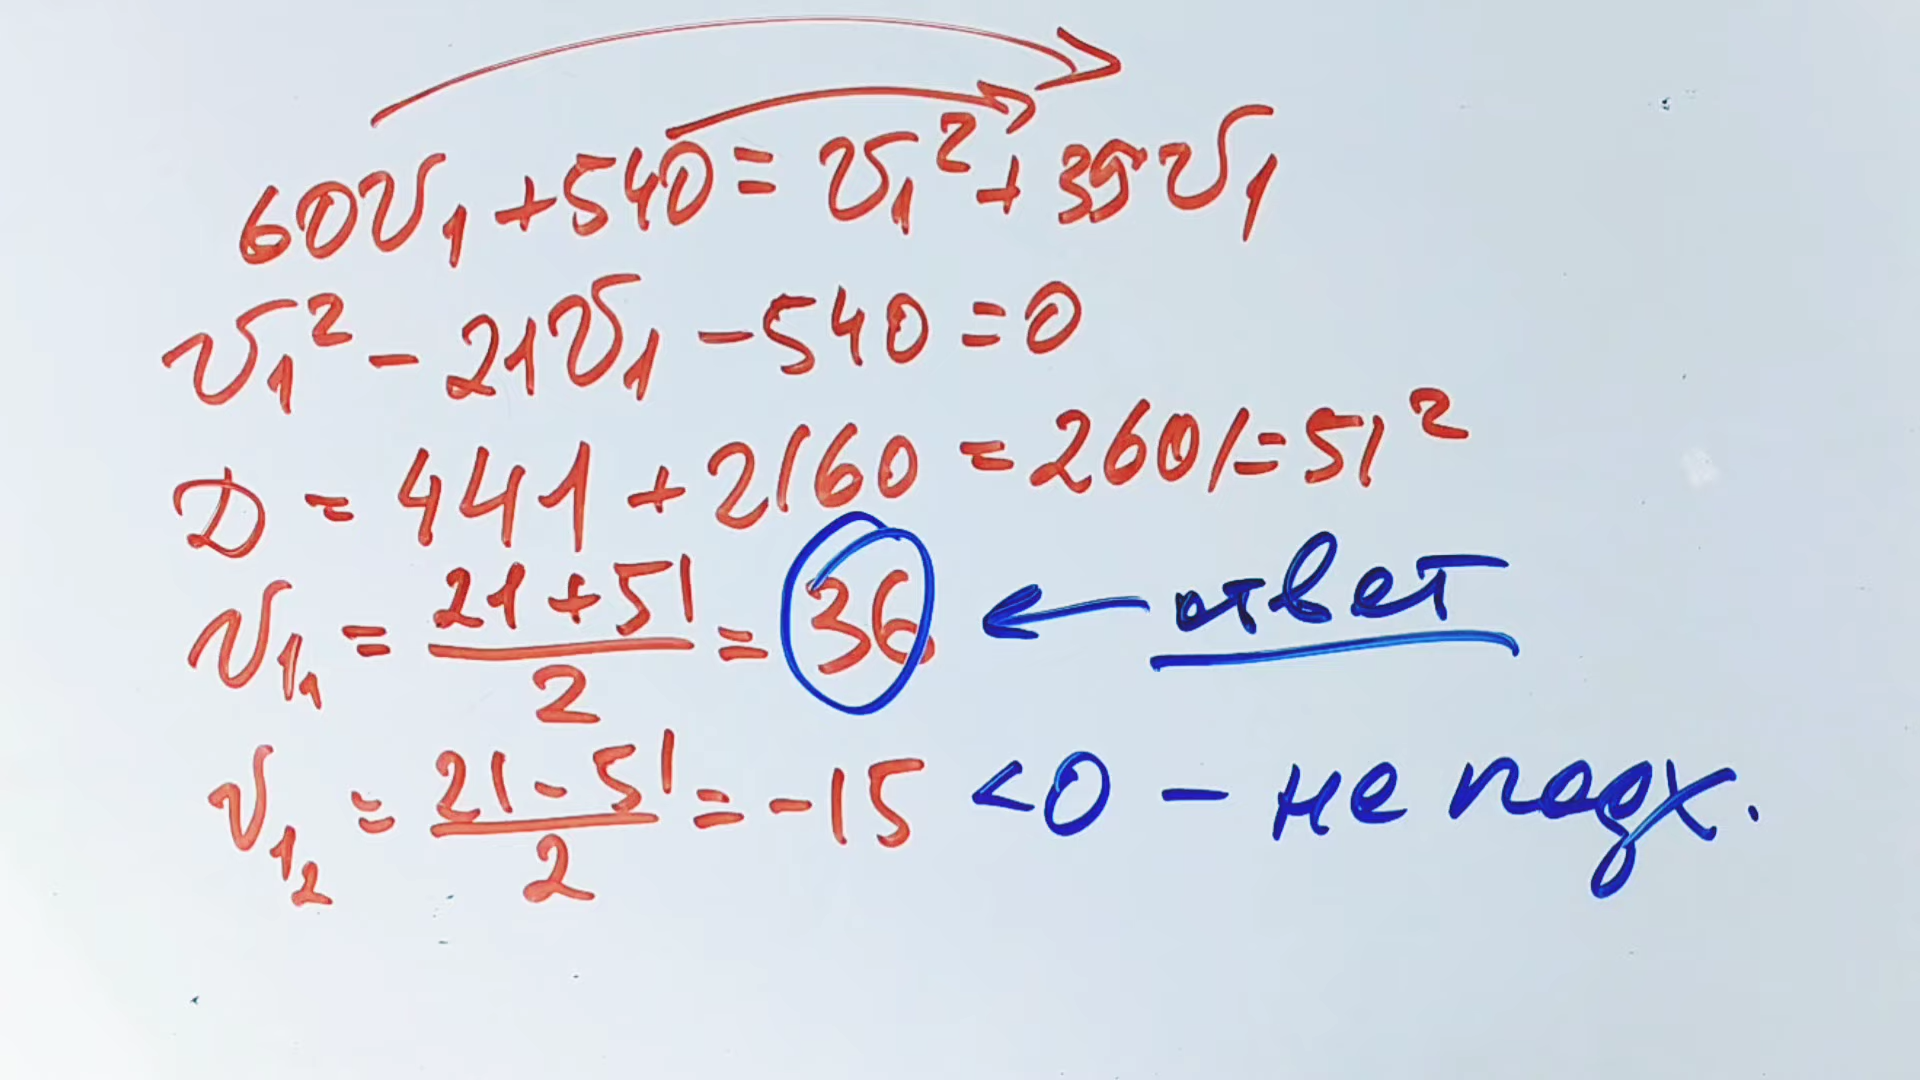 60v₁+540=v₁²+39v₁
v₁²-21v₁-540=0
D=441+2160=2601=51²
v₁₁=(21+51)/2=36 ← ответ
v₁₂=(21-51)/2=-15<0 - не подх.